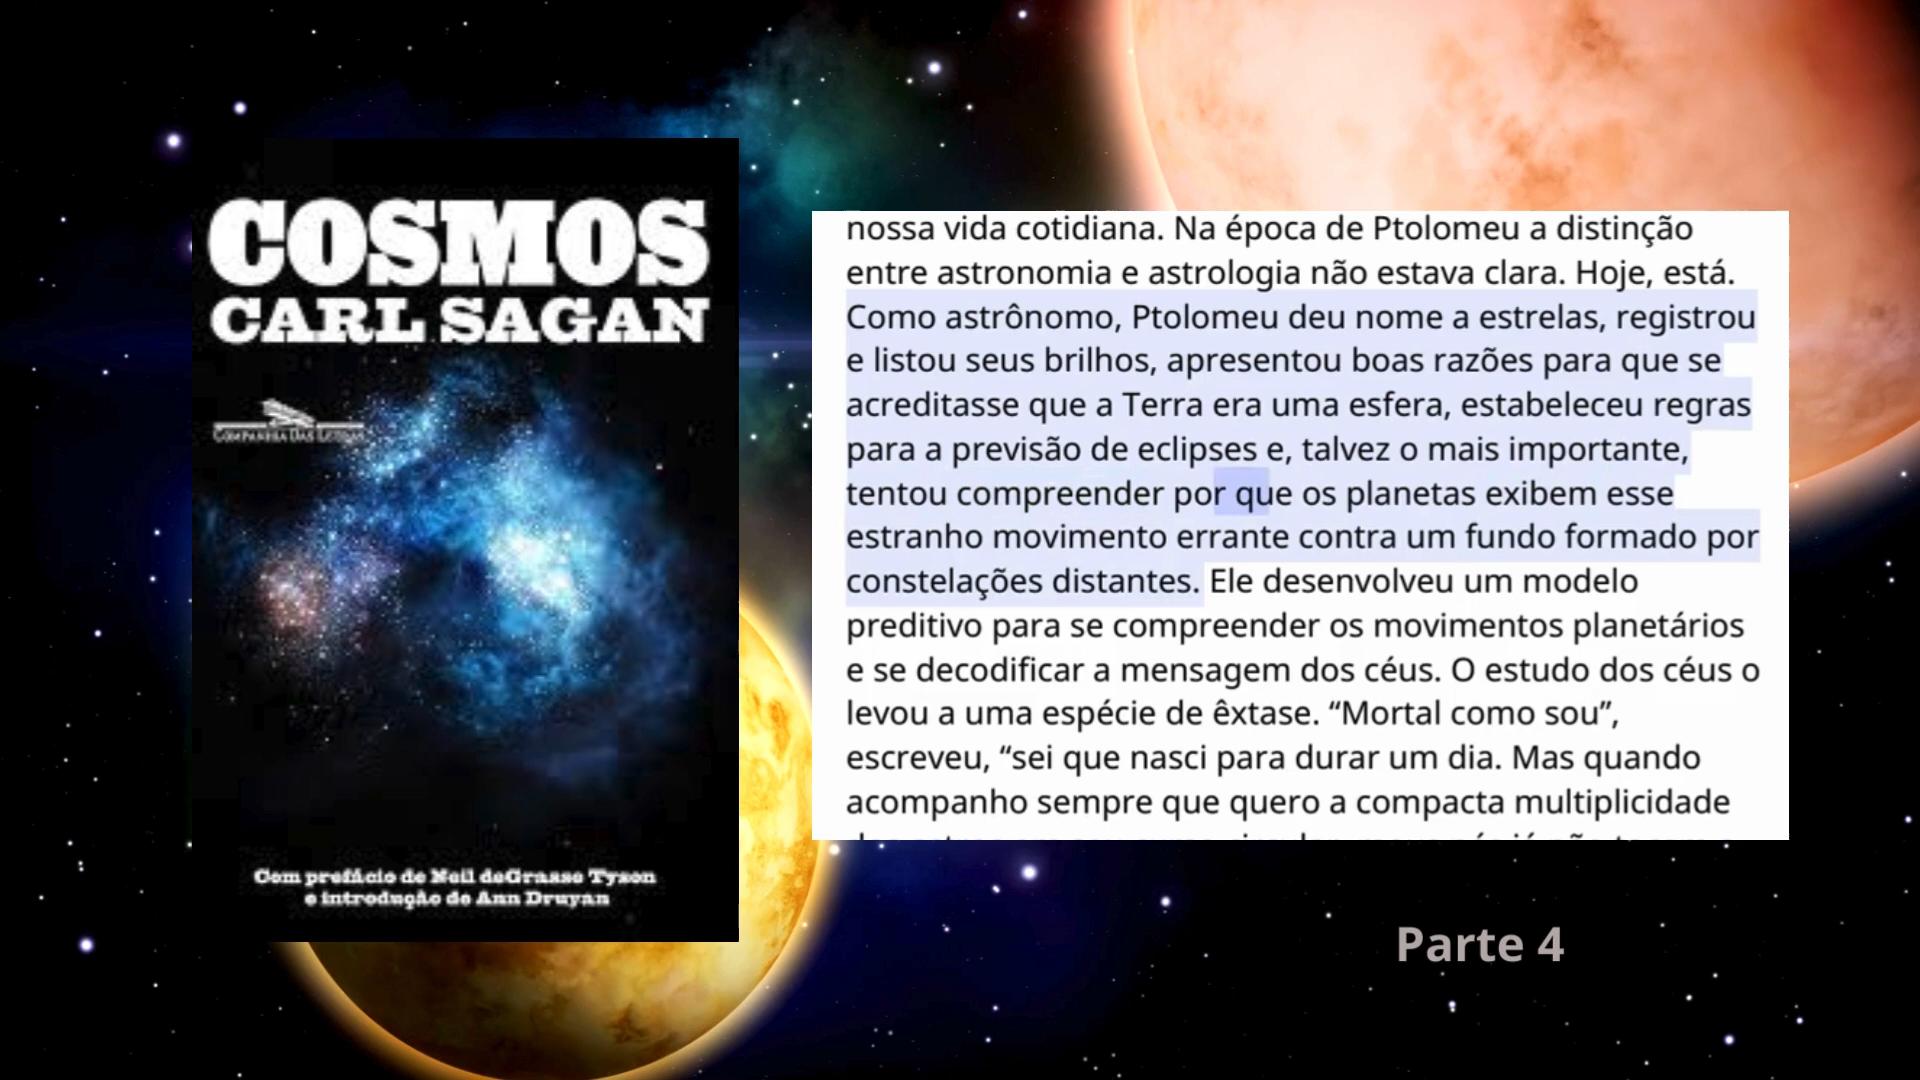 COSMOS
CARL SAGAN
COMPANHIA DAS LETRAS
Com prefácio de Neil deGrasse Tyson
e introdução de Ann Druyan
nossa vida cotidiana. Na época de Ptolomeu a distinção
entre astronomia e astrologia não estava clara. Hoje, está.
Como astrônomo, Ptolomeu deu nome a estrelas, registrou
e listou seus brilhos, apresentou boas razões para que se
acreditasse que a Terra era uma esfera, estabeleceu regras
para a previsão de eclipses e, talvez o mais importante,
tentou compreender por que os planetas exibem esse
estranho movimento errante contra um fundo formado por
constelações distantes. Ele desenvolveu um modelo
preditivo para se compreender os movimentos planetários
e se decodificar a mensagem dos céus. O estudo dos céus o
levou a uma espécie de êxtase. “Mortal como sou”,
escreveu, “sei que nasci para durar um dia. Mas quando
acompanho sempre que quero a compacta multiplicidade
Parte 4